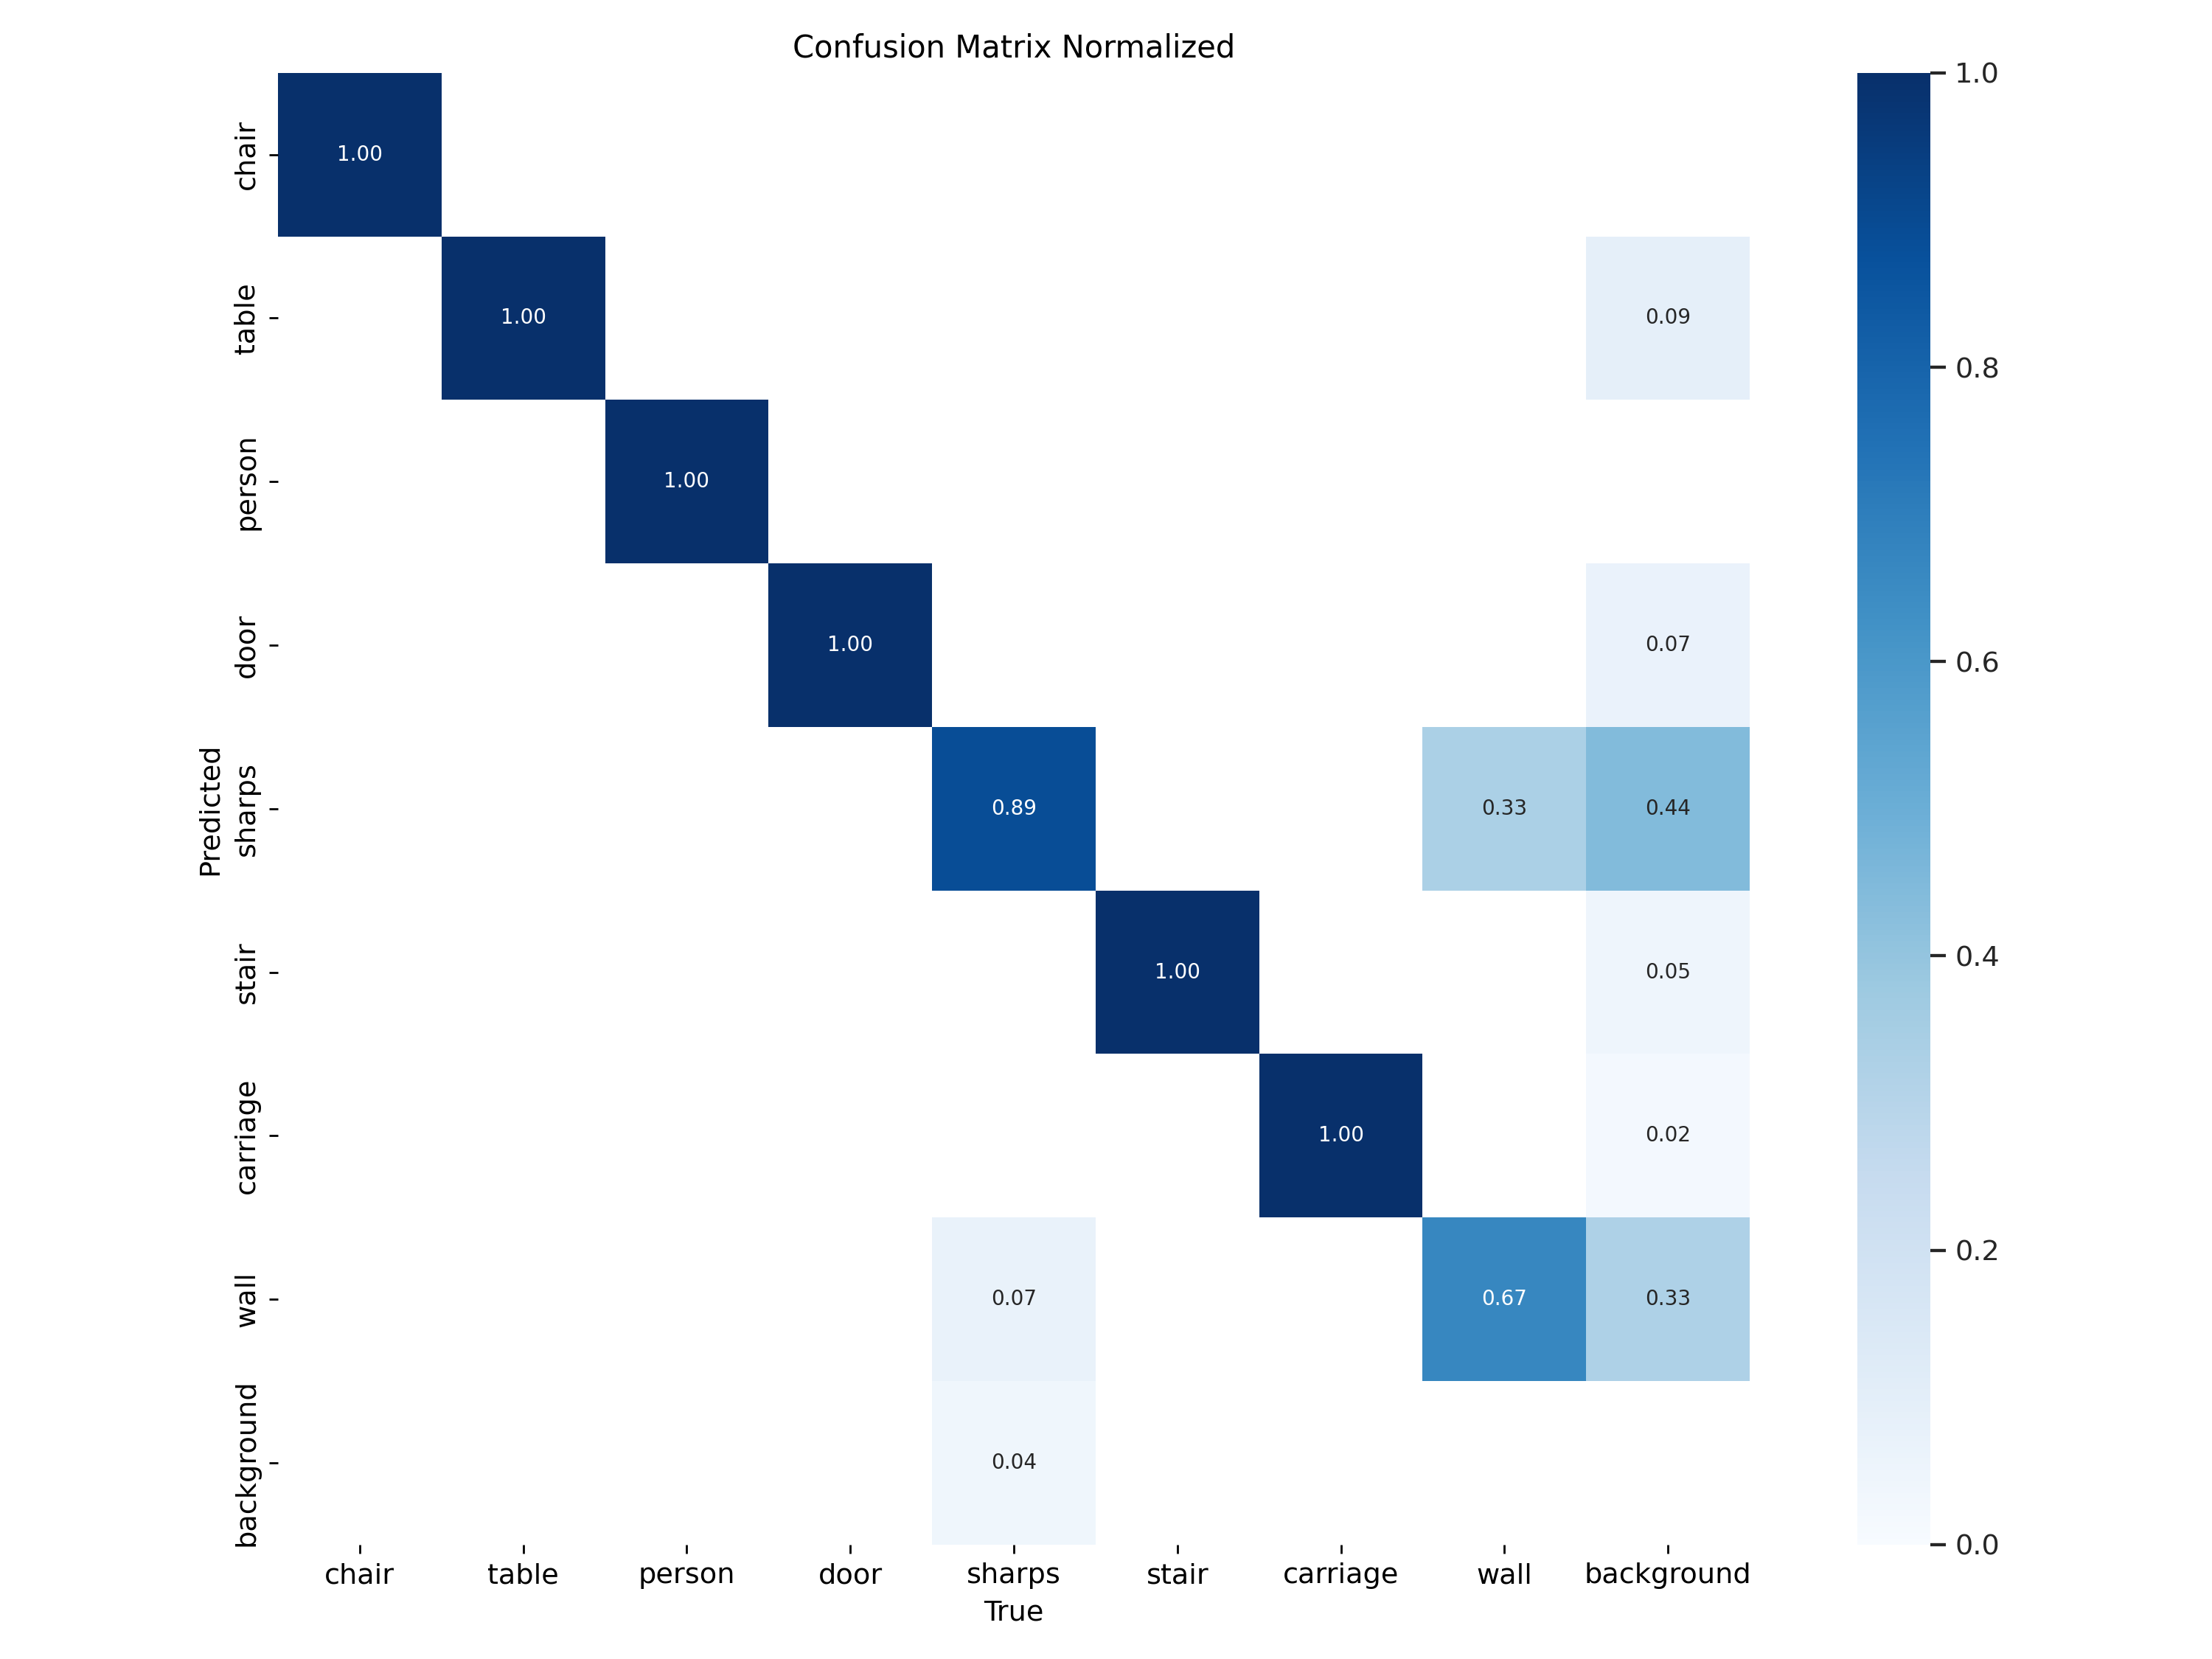 Confusion Matrix Normalized
Predicted
chair
1.00
table
1.00
0.09
person
1.00
door
1.00
0.07
sharps
0.89
0.33
0.44
stair
1.00
0.05
carriage
1.00
0.02
wall
0.07
0.67
0.33
background
0.04
chair
table
person
door
sharps
stair
carriage
wall
background
True
1.0
0.8
0.6
0.4
0.2
0.0